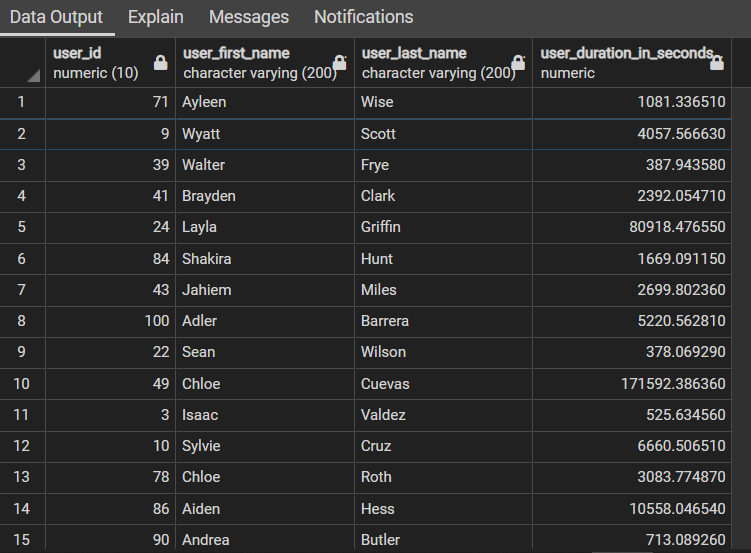 Data Output Explain Messages Notifications
user_id user_first_name user_last_name user_duration_in_seconds
numeric (10) character varying (200) character varying (200) numeric
1 71 Ayleen Wise 1081.336510
2 9 Wyatt Scott 4057.566630
3 39 Walter Frye 387.943580
4 41 Brayden Clark 2392.054710
5 24 Layla Griffin 80918.476550
6 84 Shakira Hunt 1669.091150
7 43 Jahiem Miles 2699.802360
8 100 Adler Barrera 5220.562810
9 22 Sean Wilson 378.069290
10 49 Chloe Cuevas 171592.386360
11 3 Isaac Valdez 525.634560
12 10 Sylvie Cruz 6660.506510
13 78 Chloe Roth 3083.774870
14 86 Aiden Hess 10558.046540
15 90 Andrea Butler 713.089260